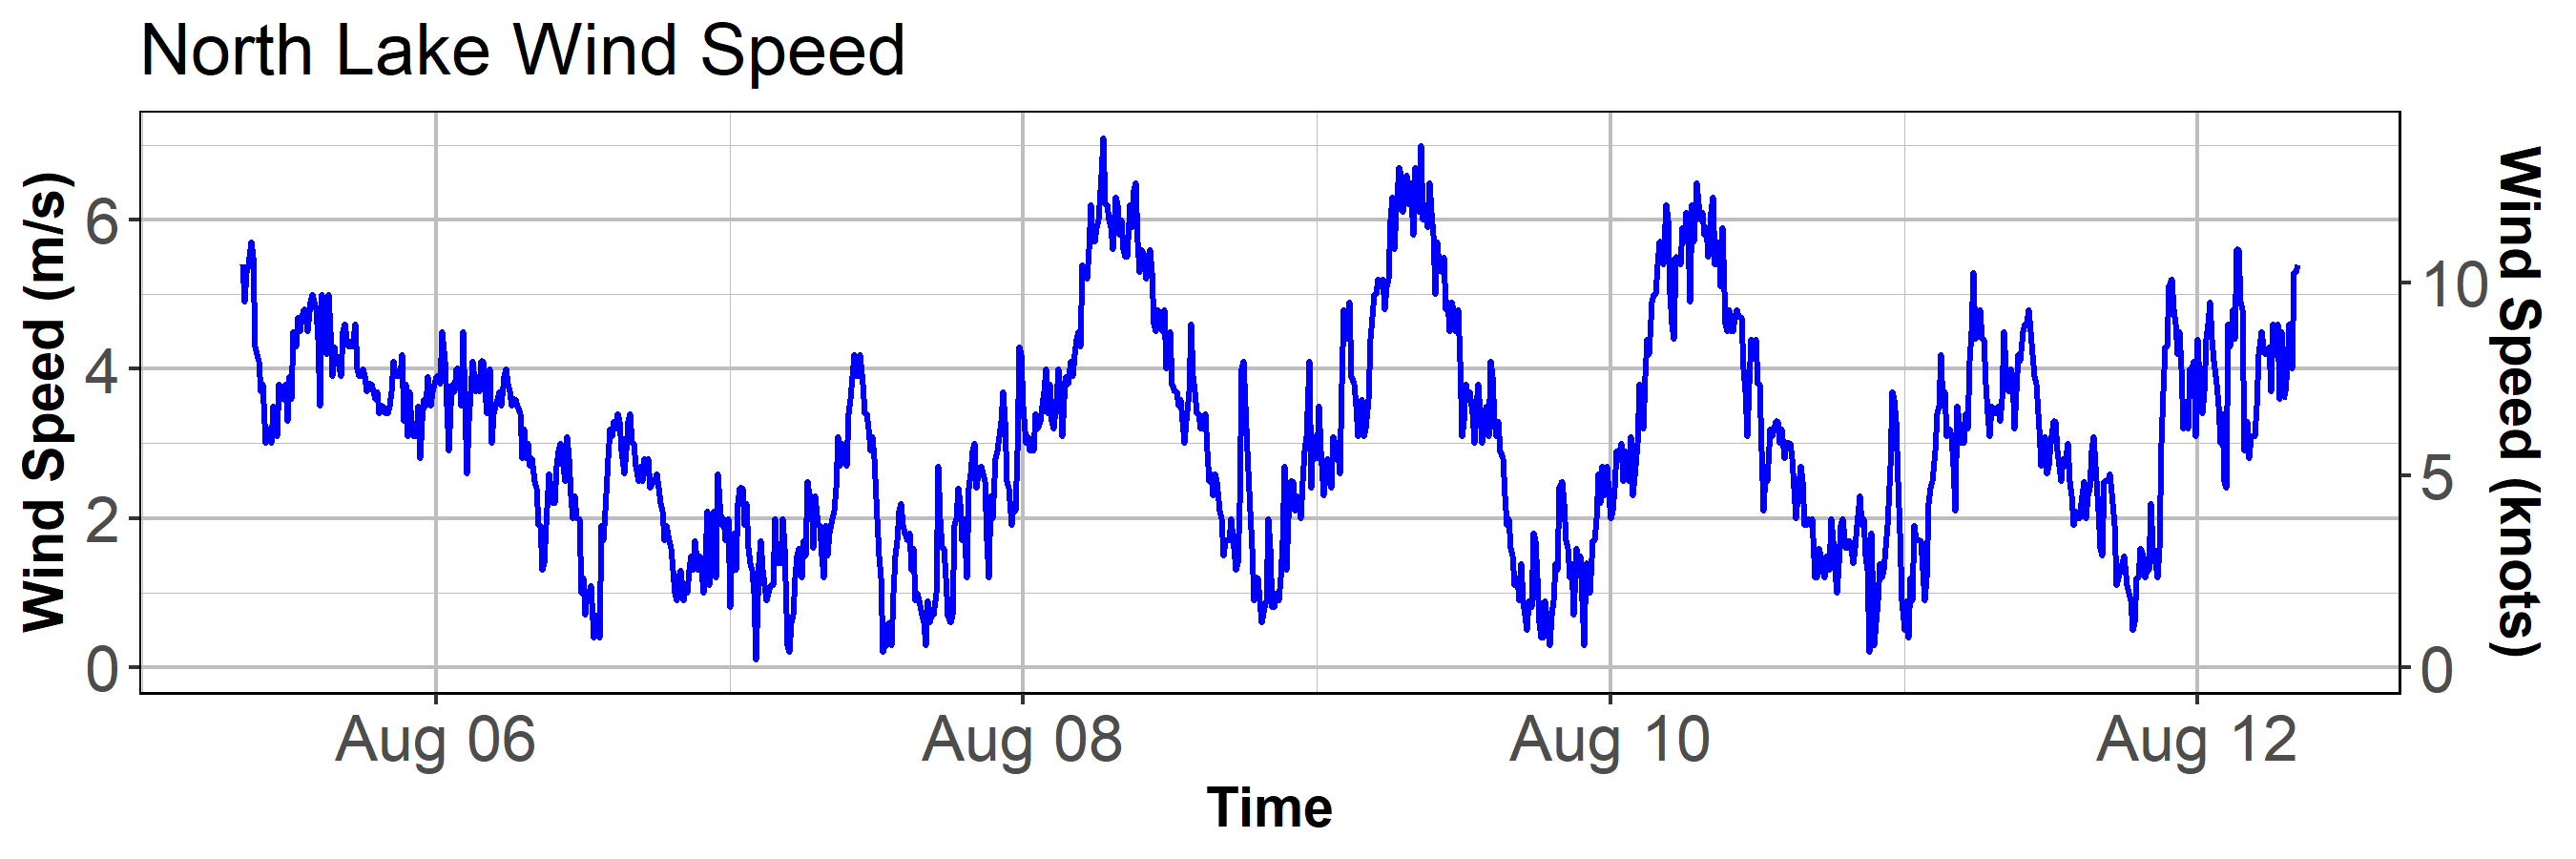 North Lake Wind Speed
Wind Speed (m/s)
6
4
2
0
10
5
0
Wind Speed (knots)
Aug 06
Aug 08
Aug 10
Aug 12
Time